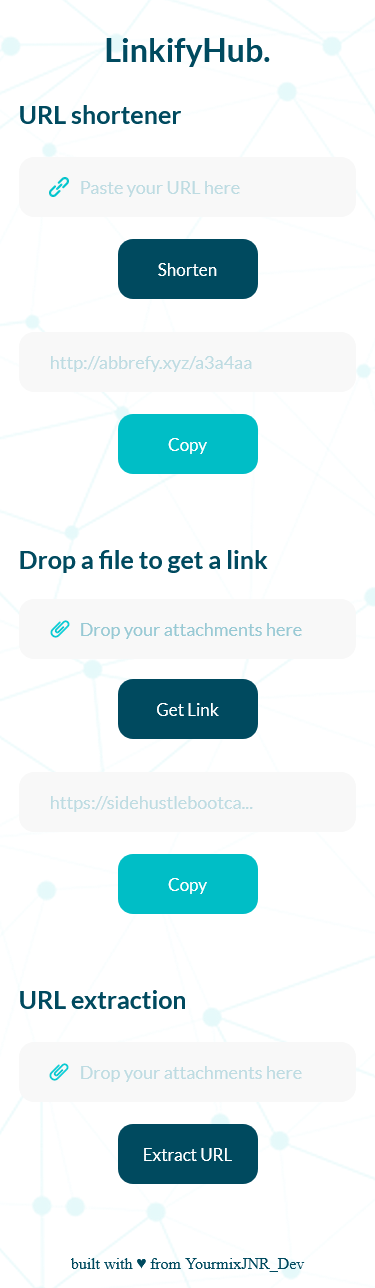 LinkifyHub.
URL shortener
Paste your URL here
Shorten
http://abbrefy.xyz/a3a4aa
Copy
Drop a file to get a link
Drop your attachments here
Get Link
https://sidehustlebootca...
Copy
URL extraction
Drop your attachments here
Extract URL
built with ♥ from YourmixJNR_Dev